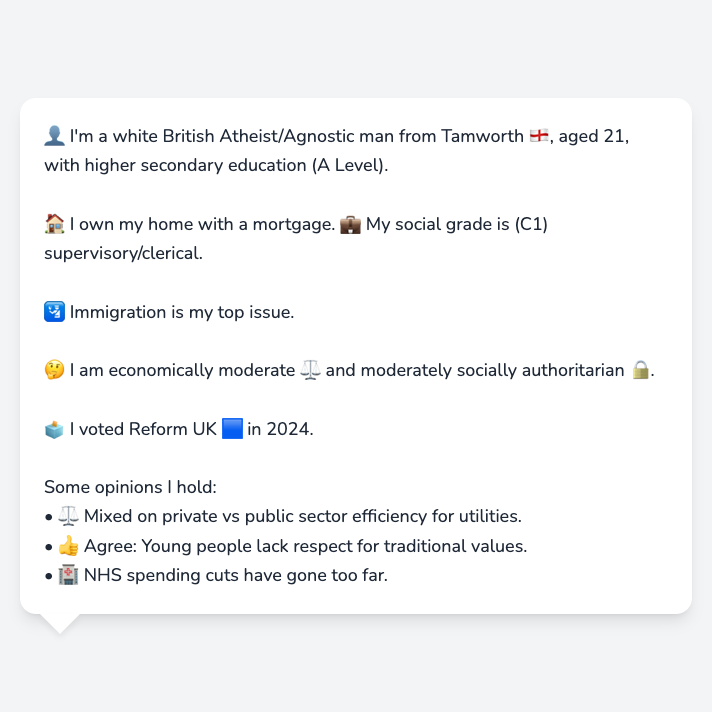 👤 I'm a white British Atheist/Agnostic man from Tamworth 🏴󠁧󠁢󠁥󠁮󠁧󠁿, aged 21,
with higher secondary education (A Level).
🏠 I own my home with a mortgage. 💼 My social grade is (C1)
supervisory/clerical.
🛂 Immigration is my top issue.
🤔 I am economically moderate ⚖️ and moderately socially authoritarian 🔒.
🗳️ I voted Reform UK 🟦 in 2024.
Some opinions I hold:
• ⚖️ Mixed on private vs public sector efficiency for utilities.
• 👍 Agree: Young people lack respect for traditional values.
• 🏥 NHS spending cuts have gone too far.